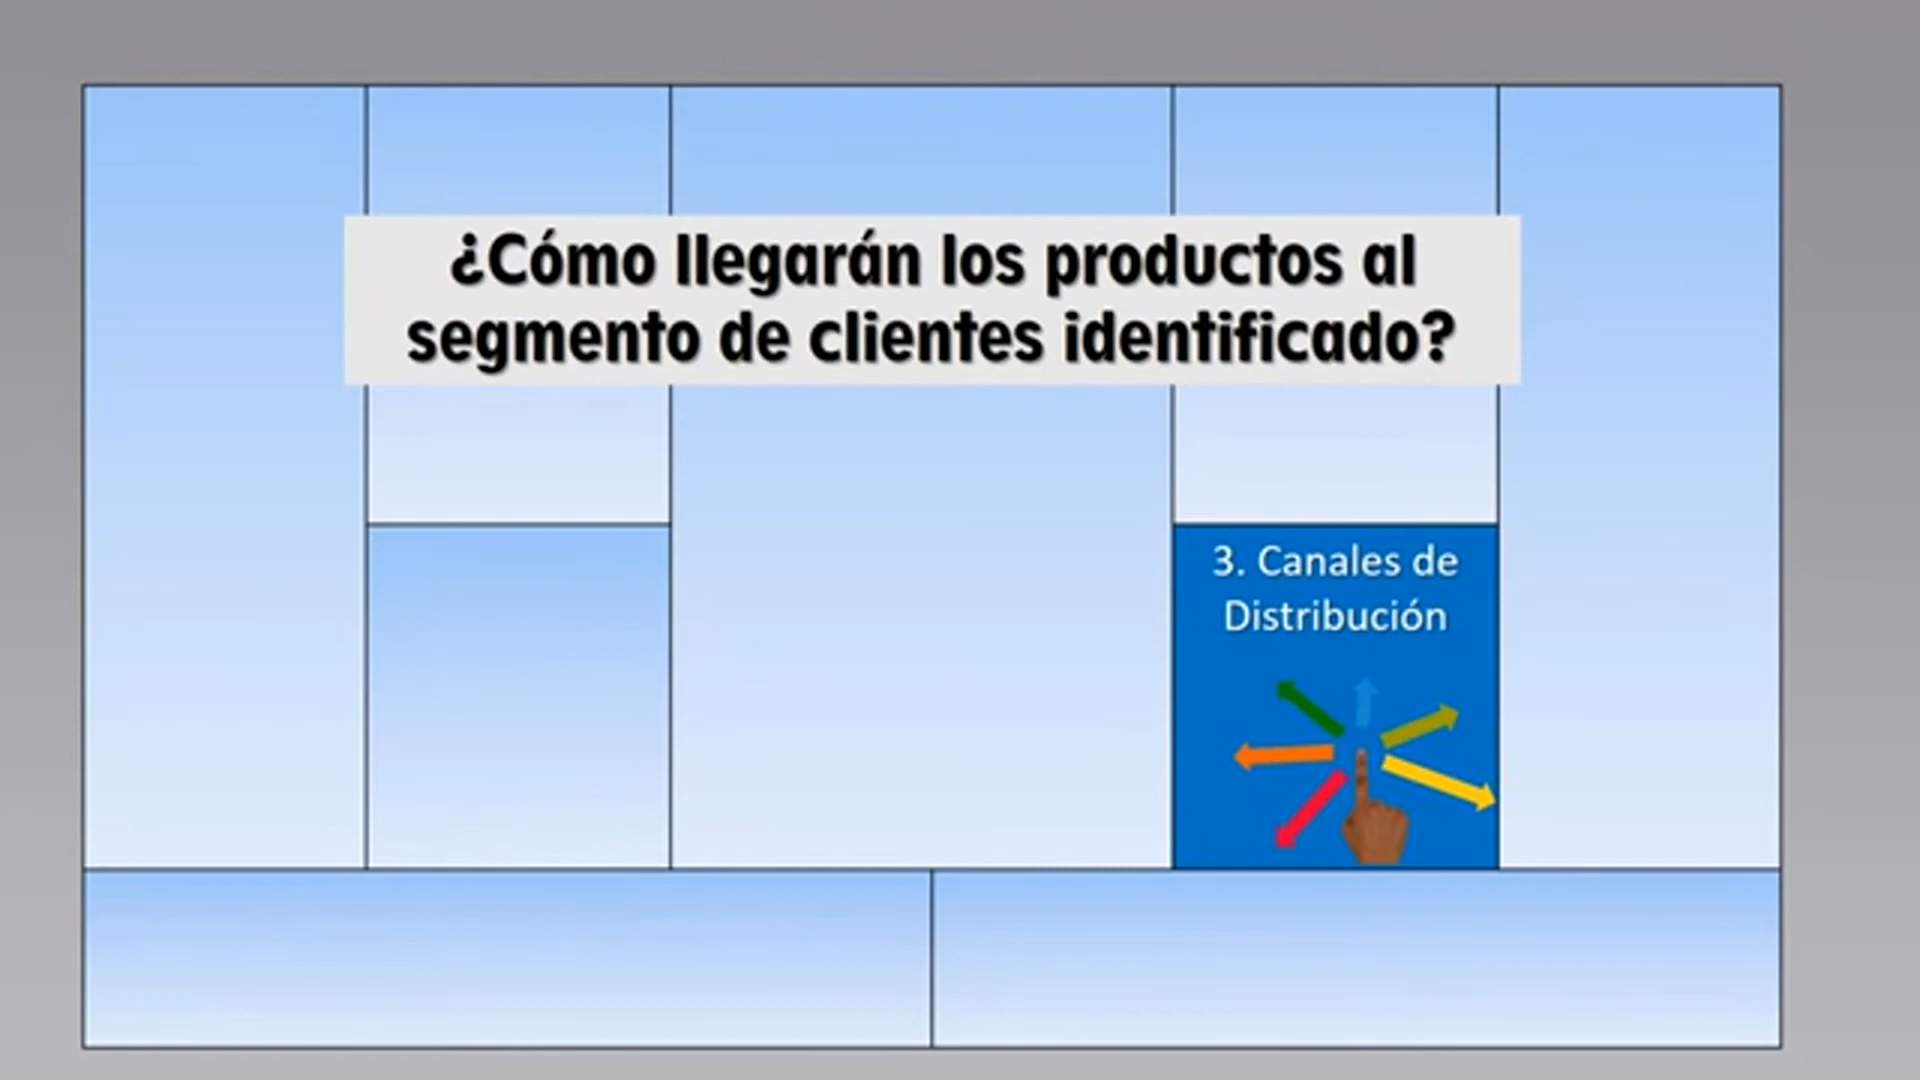 ¿Cómo llegarán los productos al
segmento de clientes identificado?
3. Canales de
Distribución